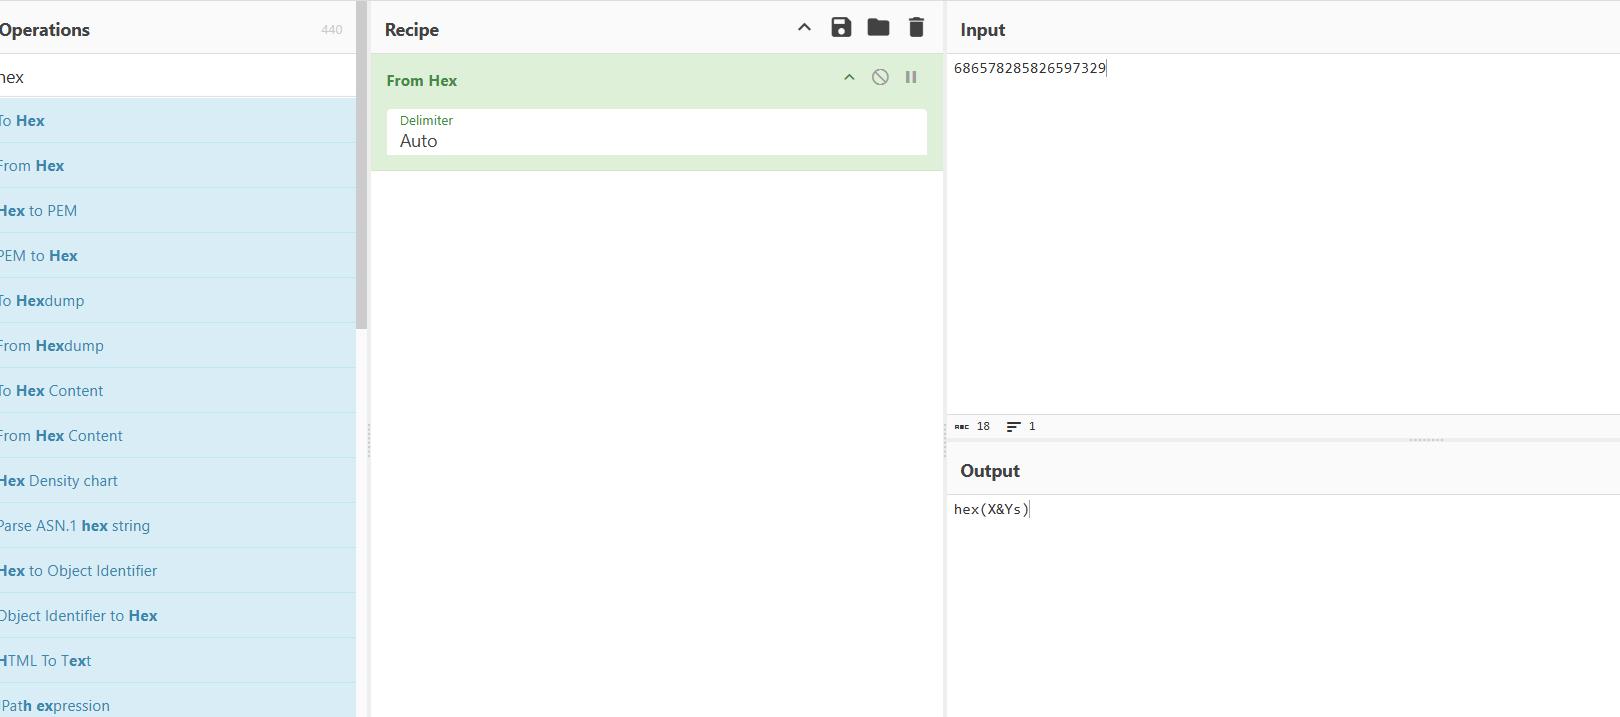 Operations 440
hex
To Hex
From Hex
Hex to PEM
PEM to Hex
To Hexdump
From Hexdump
To Hex Content
From Hex Content
Hex Density chart
Parse ASN.1 hex string
Hex to Object Identifier
Object Identifier to Hex
HTML To Text
JPath expression
Recipe
From Hex
Delimiter
Auto
Input
686578285826597329
ABC 18 1
Output
hex(X&Ys)